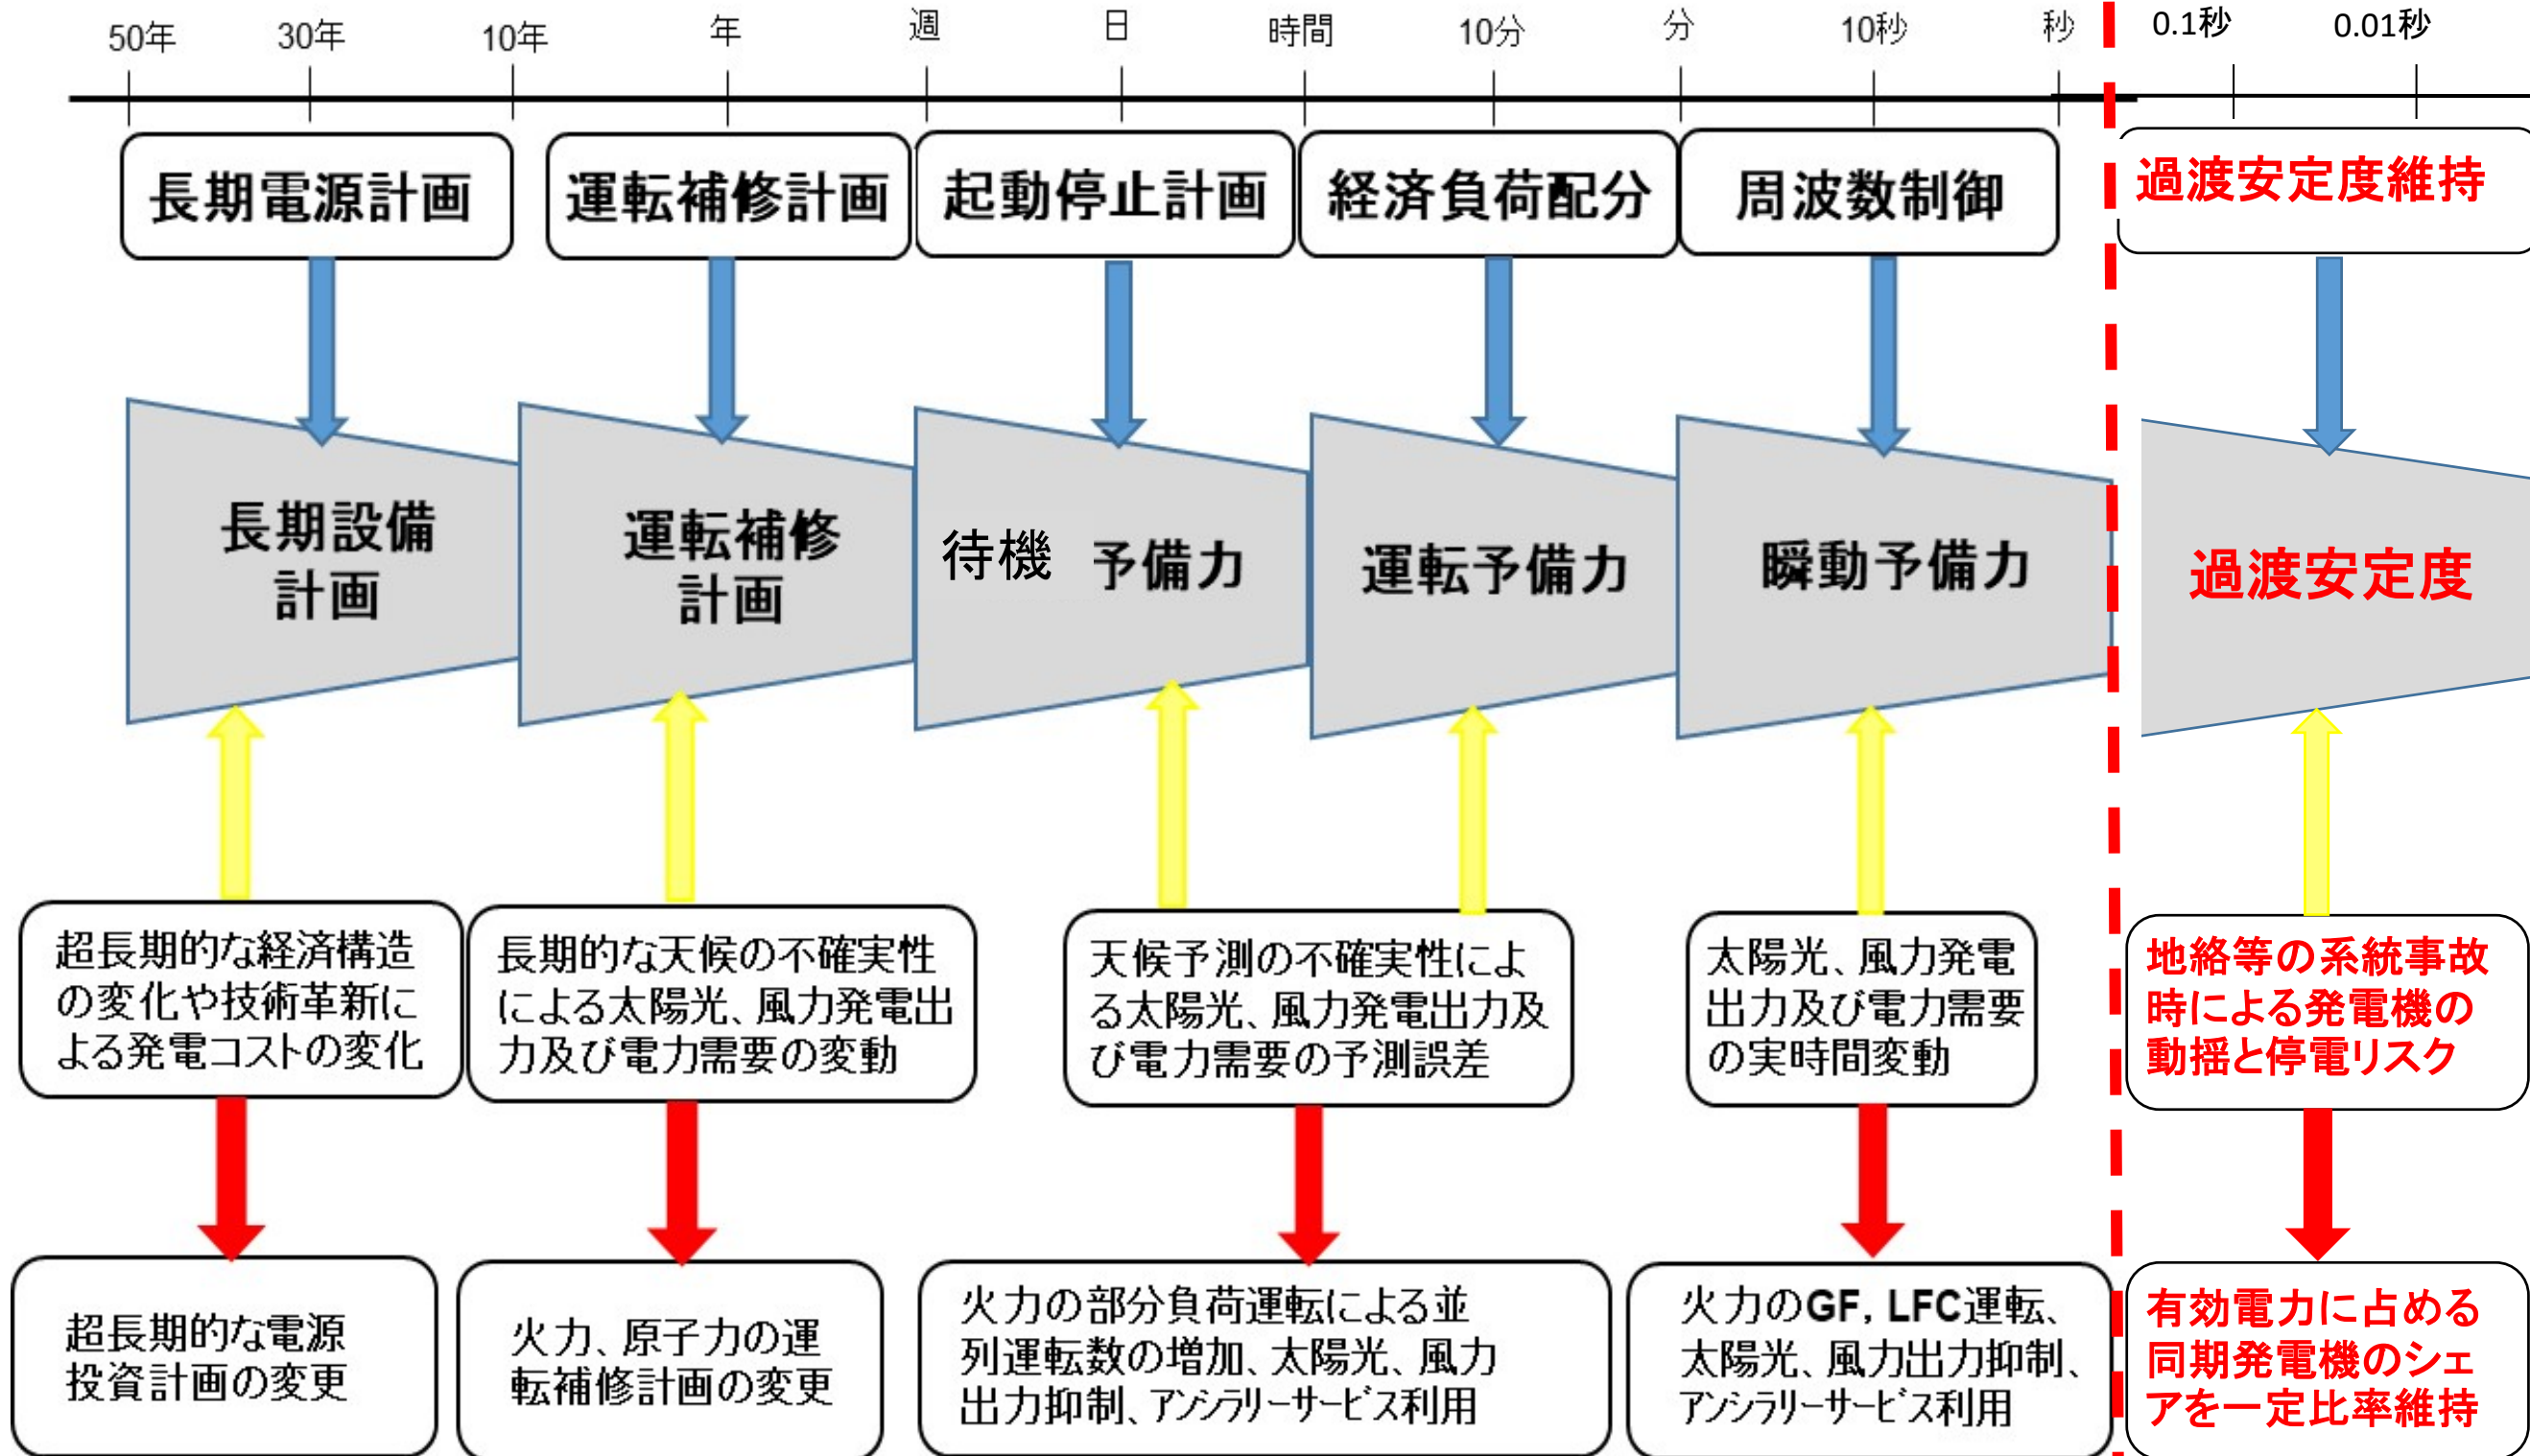 50年
30年
10年
年
週
日
時間
10分
分
10秒
秒
0.1秒
0.01秒
長期電源計画
運転補修計画
起動停止計画
経済負荷配分
周波数制御
過渡安定度維持
長期設備
計画
運転補修
計画
待機 予備力
運転予備力
瞬動予備力
過渡安定度
超長期的な経済構造
の変化や技術革新に
よる発電コストの変化
長期的な天候の不確実性
による太陽光、風力発電出
力及び電力需要の変動
天候予測の不確実性によ
る太陽光、風力発電出力及
び電力需要の予測誤差
太陽光、風力発電
出力及び電力需要
の実時間変動
地絡等の系統事故
時による発電機の
動揺と停電リスク
超長期的な電源
投資計画の変更
火力、原子力の運
転補修計画の変更
火力の部分負荷運転による並
列運転数の増加、太陽光、風力
出力抑制、アンシラリーサービス利用
火力のGF, LFC運転、
太陽光、風力出力抑制、
アンシラリーサービス利用
有効電力に占める
同期発電機のシェ
アを一定比率維持